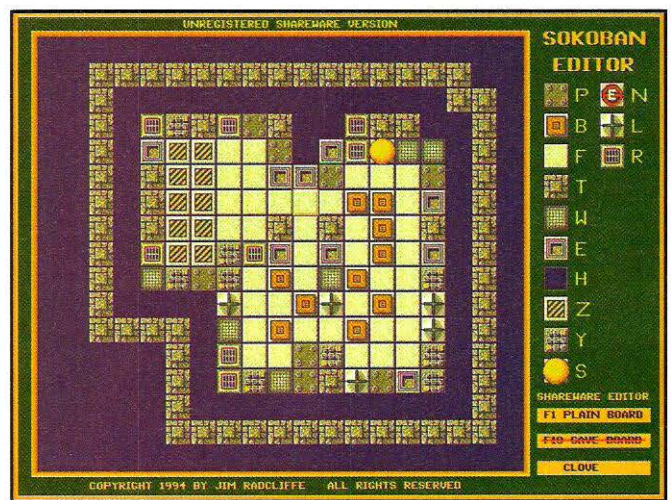 UNREGISTERED SHAREWARE VERSION
SOKOBAN
EDITOR
P N
B L
F R
T
W
E
H
Z
Y
S
SHAREWARE EDITOR
F1 PLAIN BOARD
F10 SAVE BOARD
CLOVE
COPYRIGHT 1994 BY JIM RADCLIFFE ALL RIGHTS RESERVED